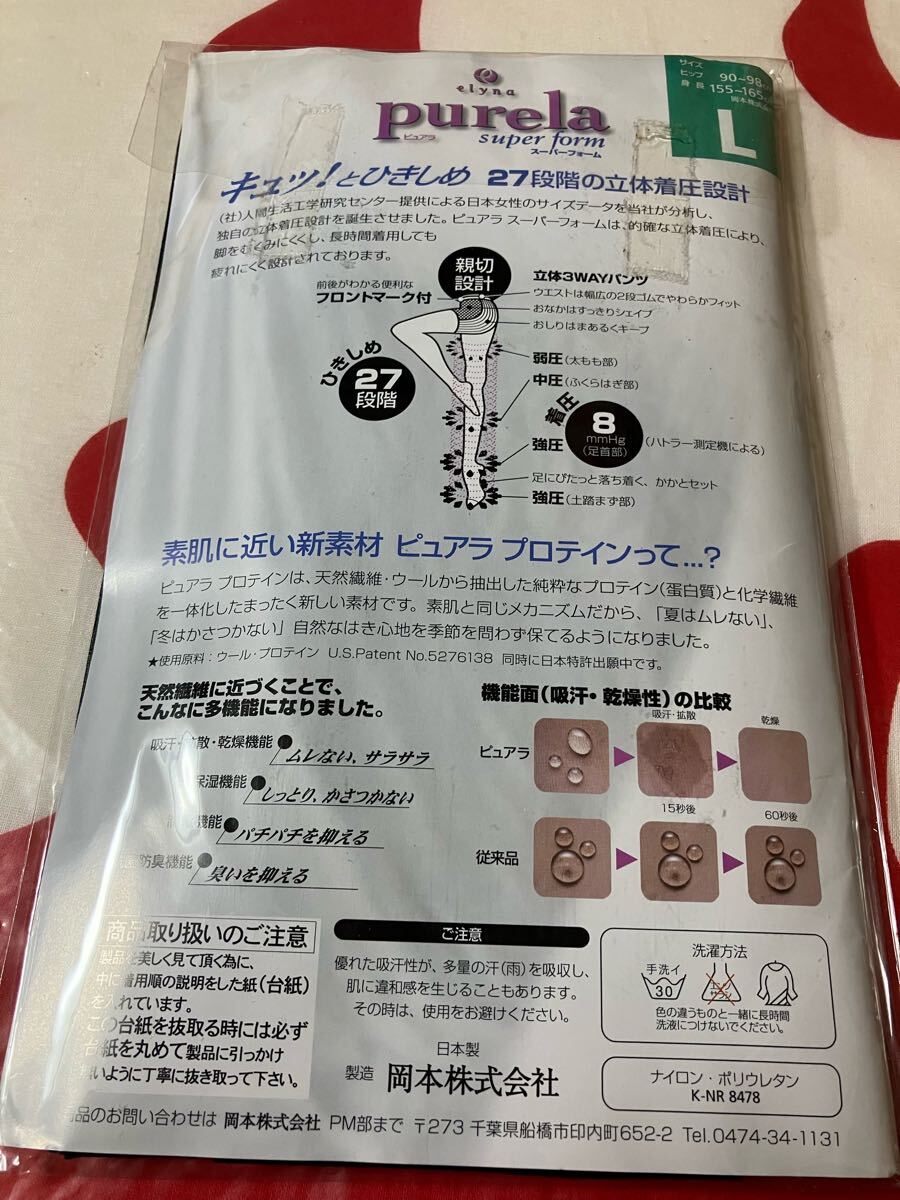 サイズ
ヒップ 90~98
身長 155~165
岡本株式
L
elyna
purela
ピュアラ
super form
スーパーフォーム
キュッ!とひきしめ 27段階の立体着圧設計
(社)人間生活工学研究センター提供による日本女性のサイズデータを当社が分析し、
独自の立体着圧設計を誕生させました。ピュアラ スーパーフォームは、的確な立体着圧により、
脚をむくみにくくし、長時間着用しても
疲れにくく設計されております。
親切
設計
前後がわかる便利な
フロントマーク付
立体3WAYパンツ
ウエストは幅広の2段ゴムでやわらかフィット
おなかはすっきりシェイプ
おしりはまあるくキープ
ひきしめ
27
段階
弱圧(太もも部)
中圧(ふくらはぎ部)
着圧
8
mmHg
(足首部)
強圧
(ハトラー測定機による)
足にぴたっと落ち着く、かかとセット
強圧(土踏まず部)
素肌に近い新素材 ピュアラ プロテインって…?
ピュアラ プロテインは、天然繊維・ウールから抽出した純粋なプロテイン(蛋白質)と化学繊維
を一体化したまったく新しい素材です。素肌と同じメカニズムだから、「夏はムレない」、
「冬はかさつかない」自然なはき心地を季節を問わず保てるようになりました。
★使用原料:ウール・プロテイン U.S.Patent No.5276138 同時に日本特許出願中です。
天然繊維に近づくことで、
こんなに多機能になりました。
吸汗・拡散・乾燥機能
ムレない、サラサラ
保湿機能
しっとり、かさつかない
機能
パチパチを抑える
防臭機能
臭いを抑える
機能面(吸汗・乾燥性)の比較
吸汗・拡散
乾燥
ピュアラ
15秒後
60秒後
従来品
商品取り扱いのご注意
製品を美しく見て頂く為に、
中に着用順の説明をした紙(台紙)
を入れています。
この台紙を抜取る時には必ず
台紙を丸めて製品に引っかけ
ないように丁寧に抜き取って下さい。
ご注意
優れた吸汗性が、多量の汗(雨)を吸収し、
肌に違和感を生じることもあります。
その時は、使用をお避けください。
日本製
製造 岡本株式会社
洗濯方法
手洗イ
30
色の違うものと一緒に長時間
洗液につけないでください。
ナイロン・ポリウレタン
K-NR 8478
商品のお問い合わせは 岡本株式会社 PM部まで 〒273 千葉県船橋市印内町652-2 Tel.0474-34-1131